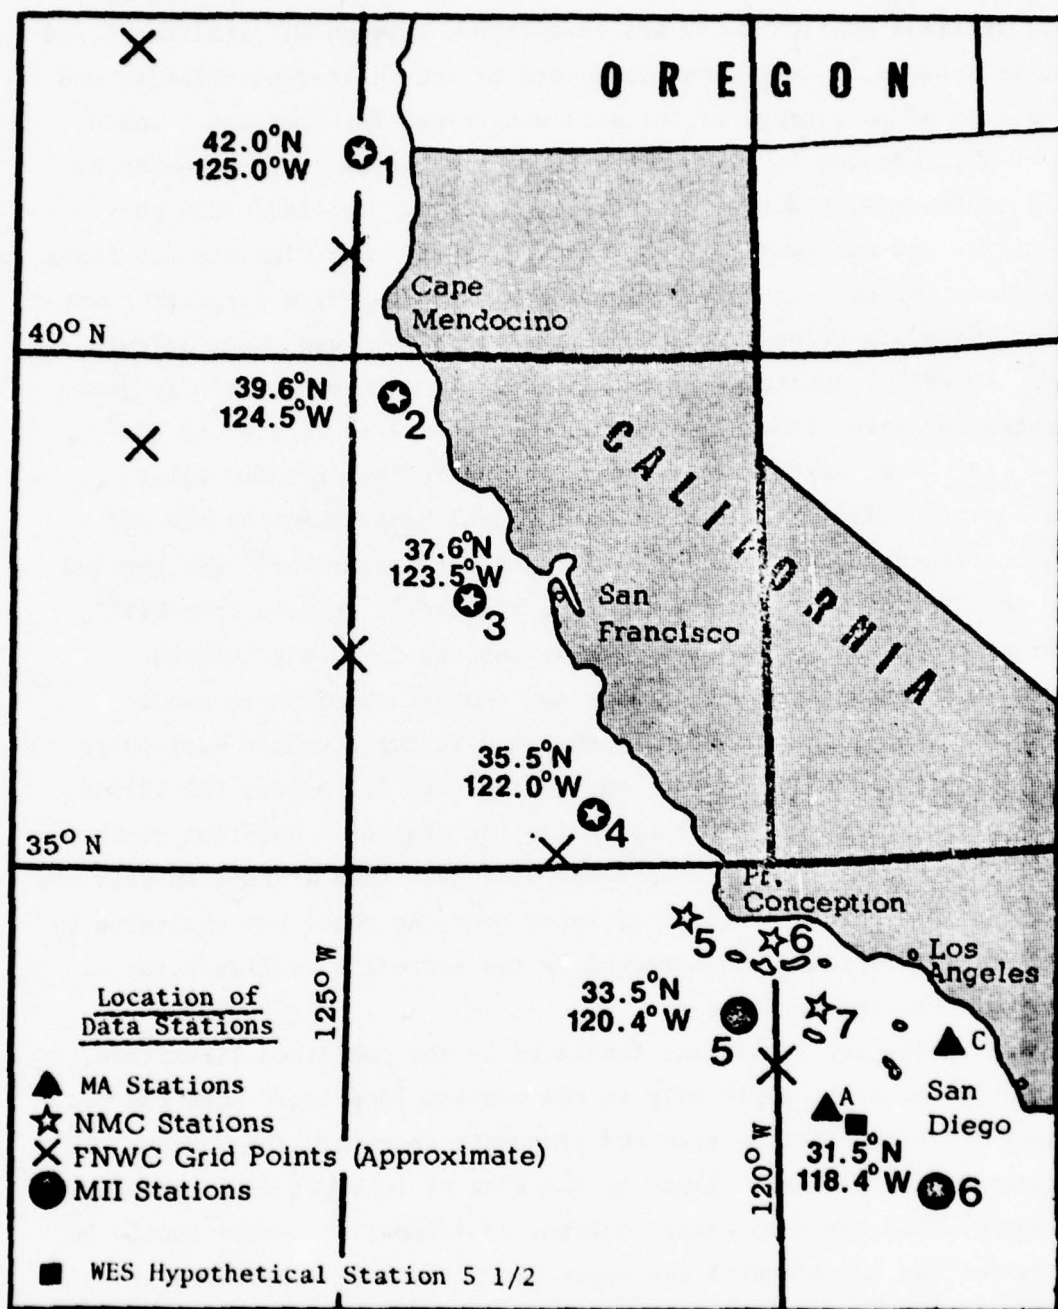 OREGON
42.0°N
125.0°W
1
Cape
Mendocino
40° N
39.6°N
124.5°W
2
CALIFORNIA
37.6°N
123.5°W
3
San
Francisco
35.5°N
122.0°W
4
35° N
Pt.
Conception
5
6
Los
Angeles
33.5°N
120.4°W
5
7
125° W
C
A
San
Diego
31.5°N
118.4°W
120° W
6
Location of
Data Stations
MA Stations
NMC Stations
FNWC Grid Points (Approximate)
MII Stations
WES Hypothetical Station 5 1/2